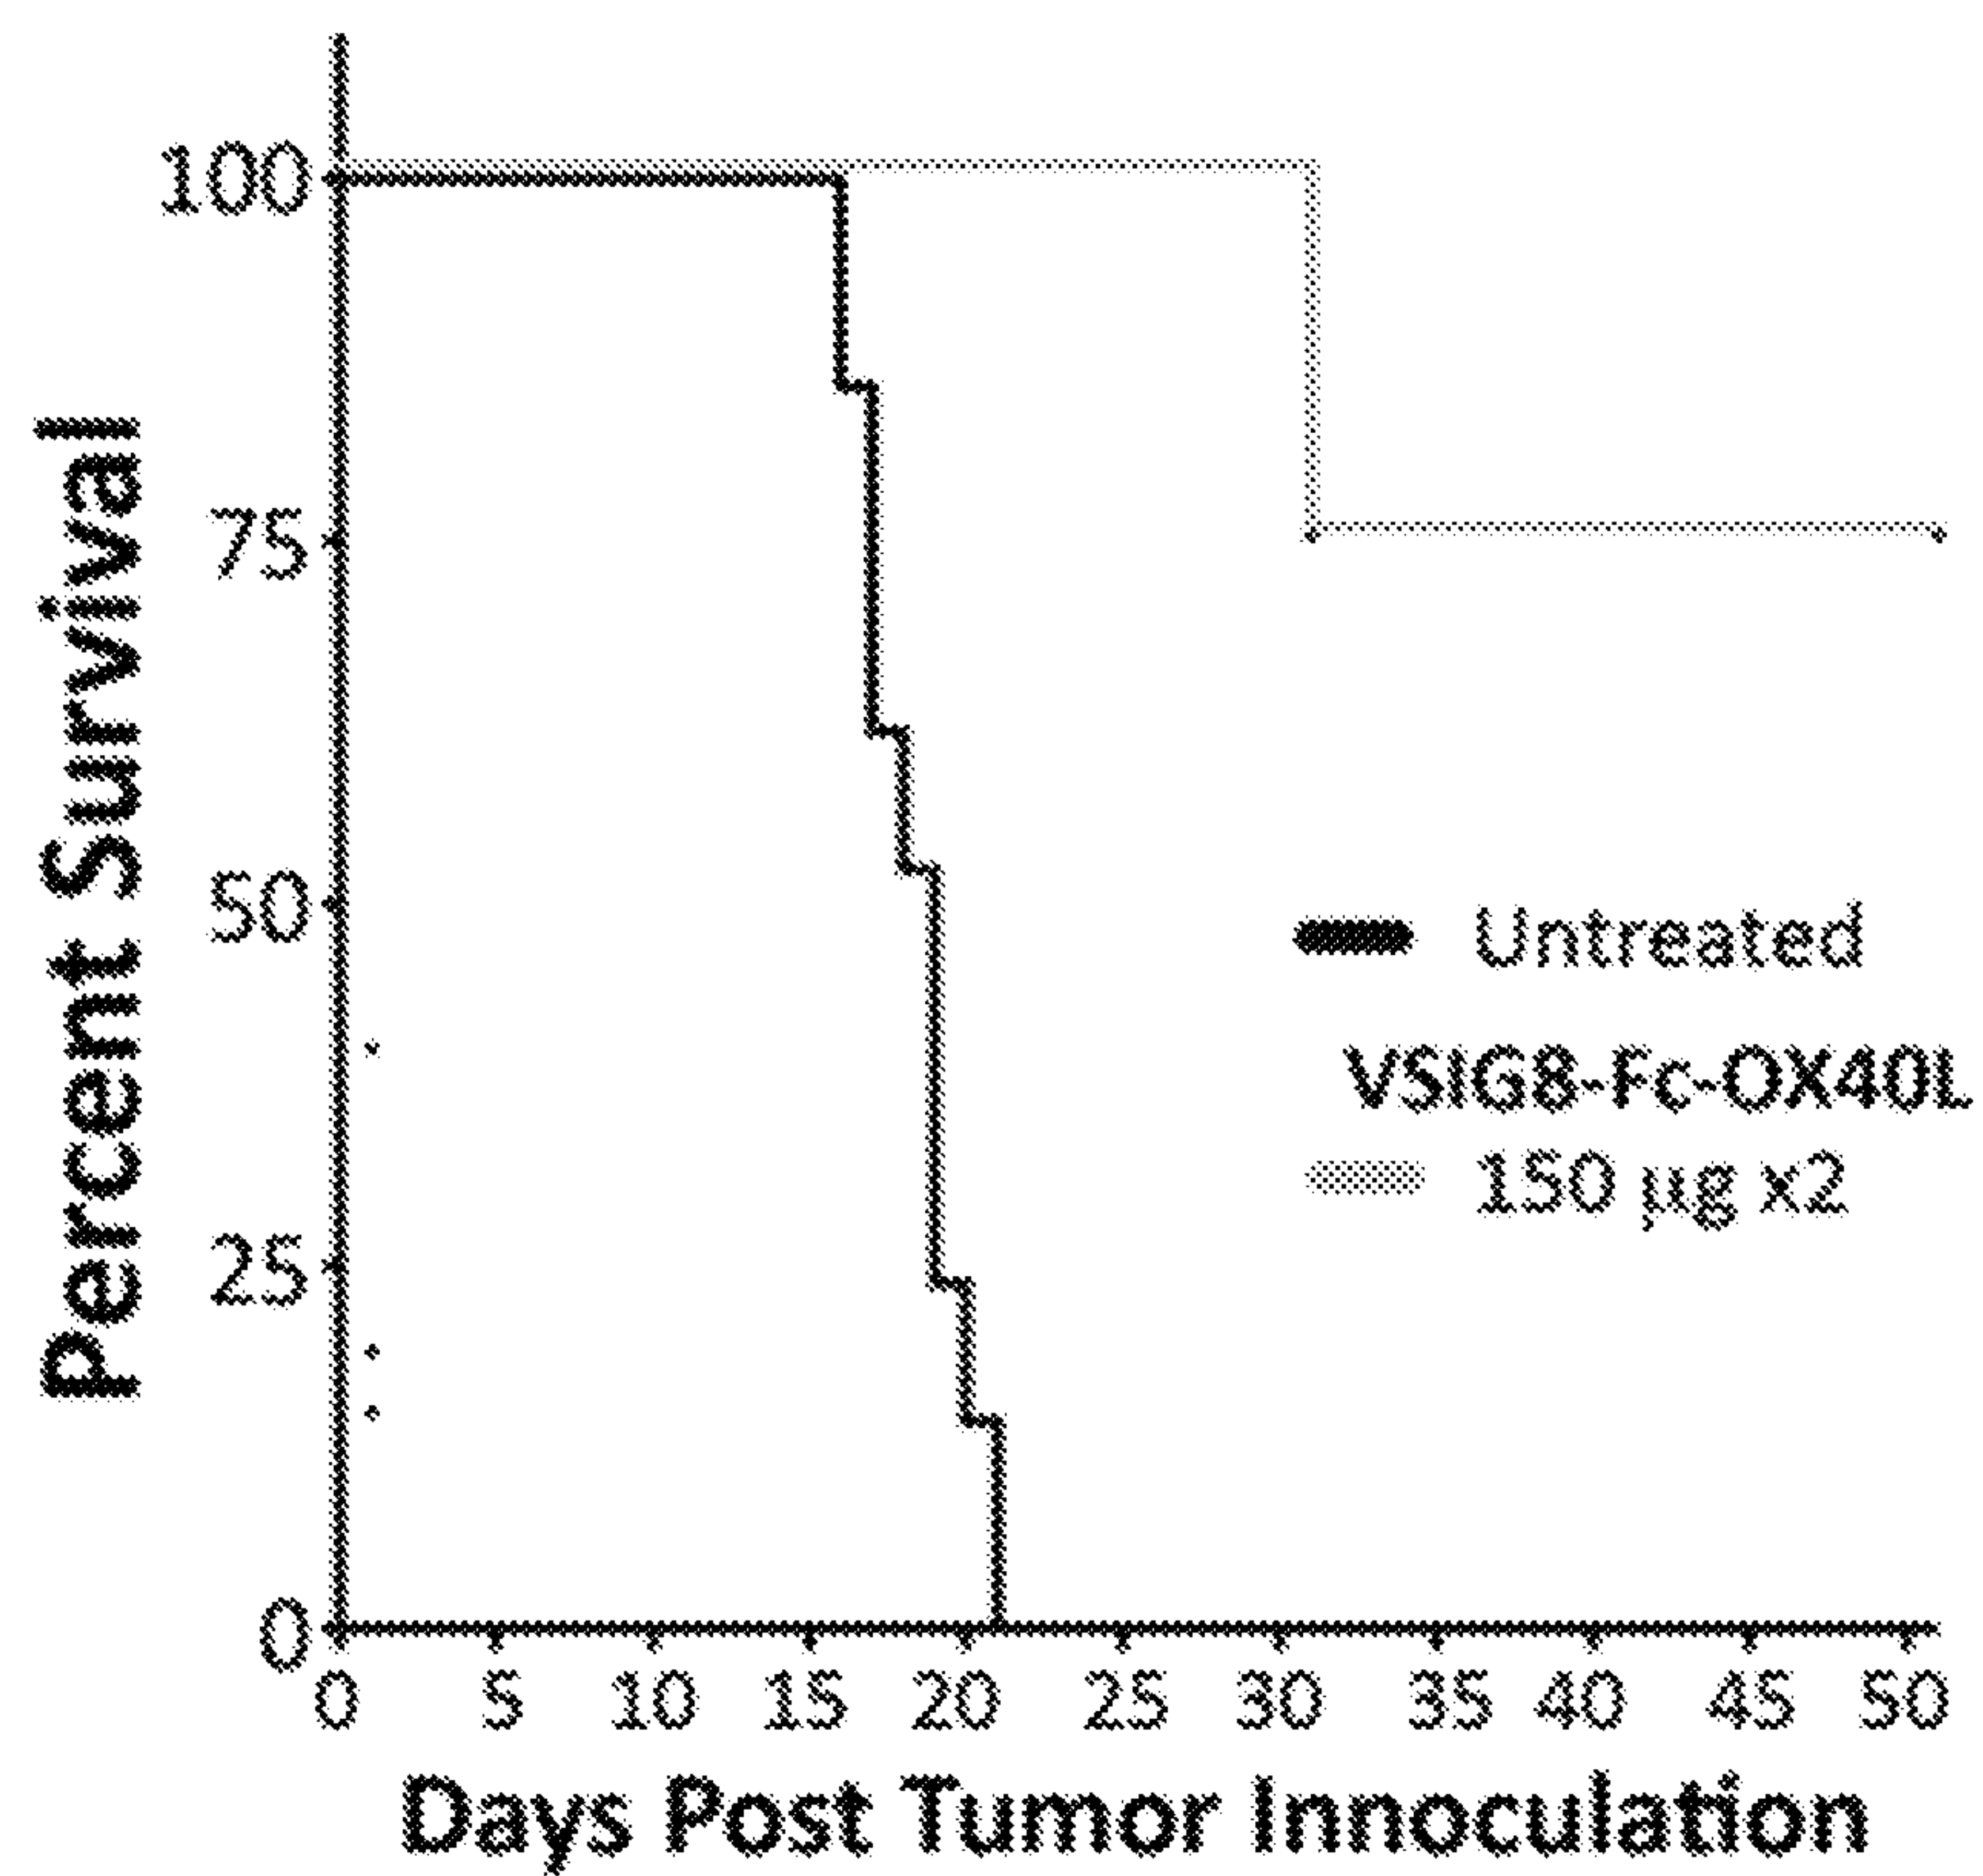 Percent Survival
100
75
50
25
0
Untreated
VSIG8-Fc-OX40L
150 μg x2
0 5 10 15 20 25 30 35 40 45 50
Days Post Tumor Innoculation